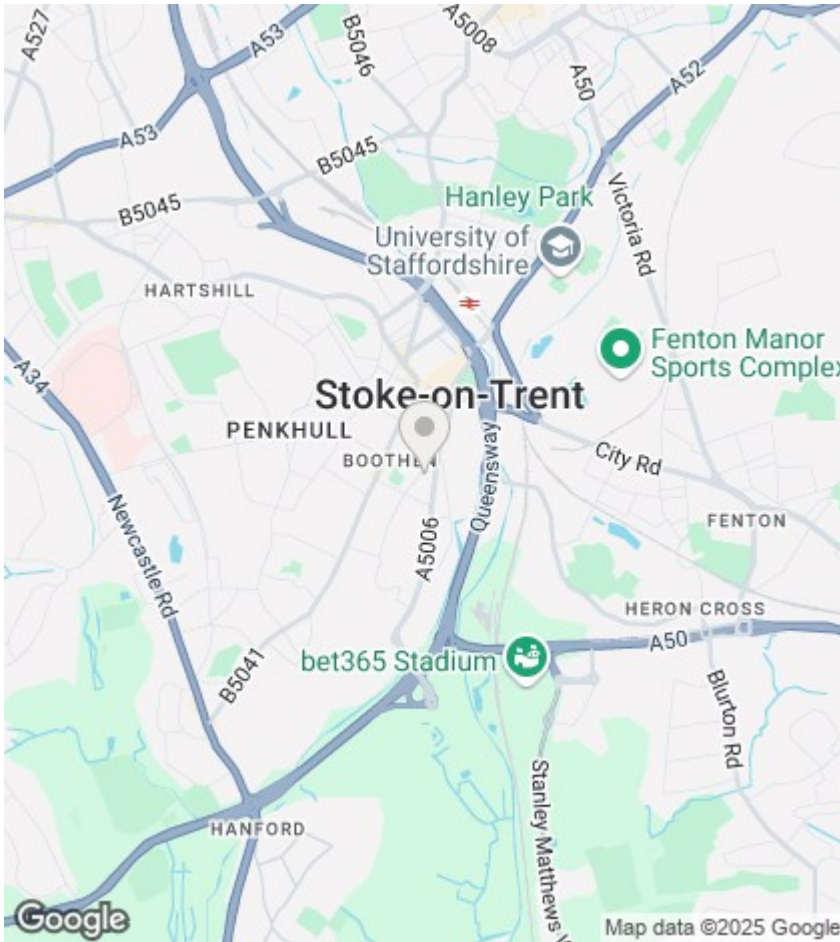 A527
A53
B5046
A5008
A50
A52
A53
B5045
B5045
Hanley Park
University of
Staffordshire
Victoria Rd
HARTSHILL
Fenton Manor
Sports Complex
A34
Stoke-on-Trent
PENKHULL
BOOTHEN
City Rd
Queensway
Newcastle Rd
A5006
FENTON
HERON CROSS
A50
bet365 Stadium
B5041
Blurton Rd
Stanley Matthews W
HANFORD
Google
Map data ©2025 Google